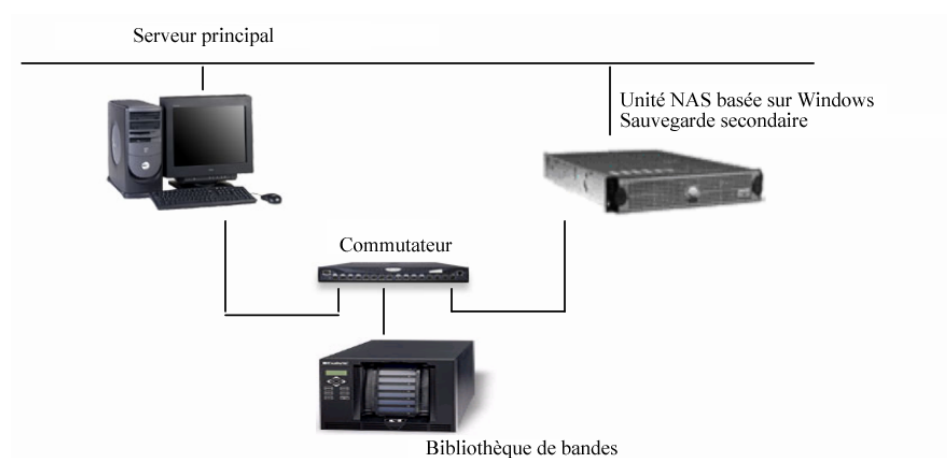 Serveur principal
Unité NAS basée sur Windows
Sauvegarde secondaire
Commutateur
Bibliothèque de bandes